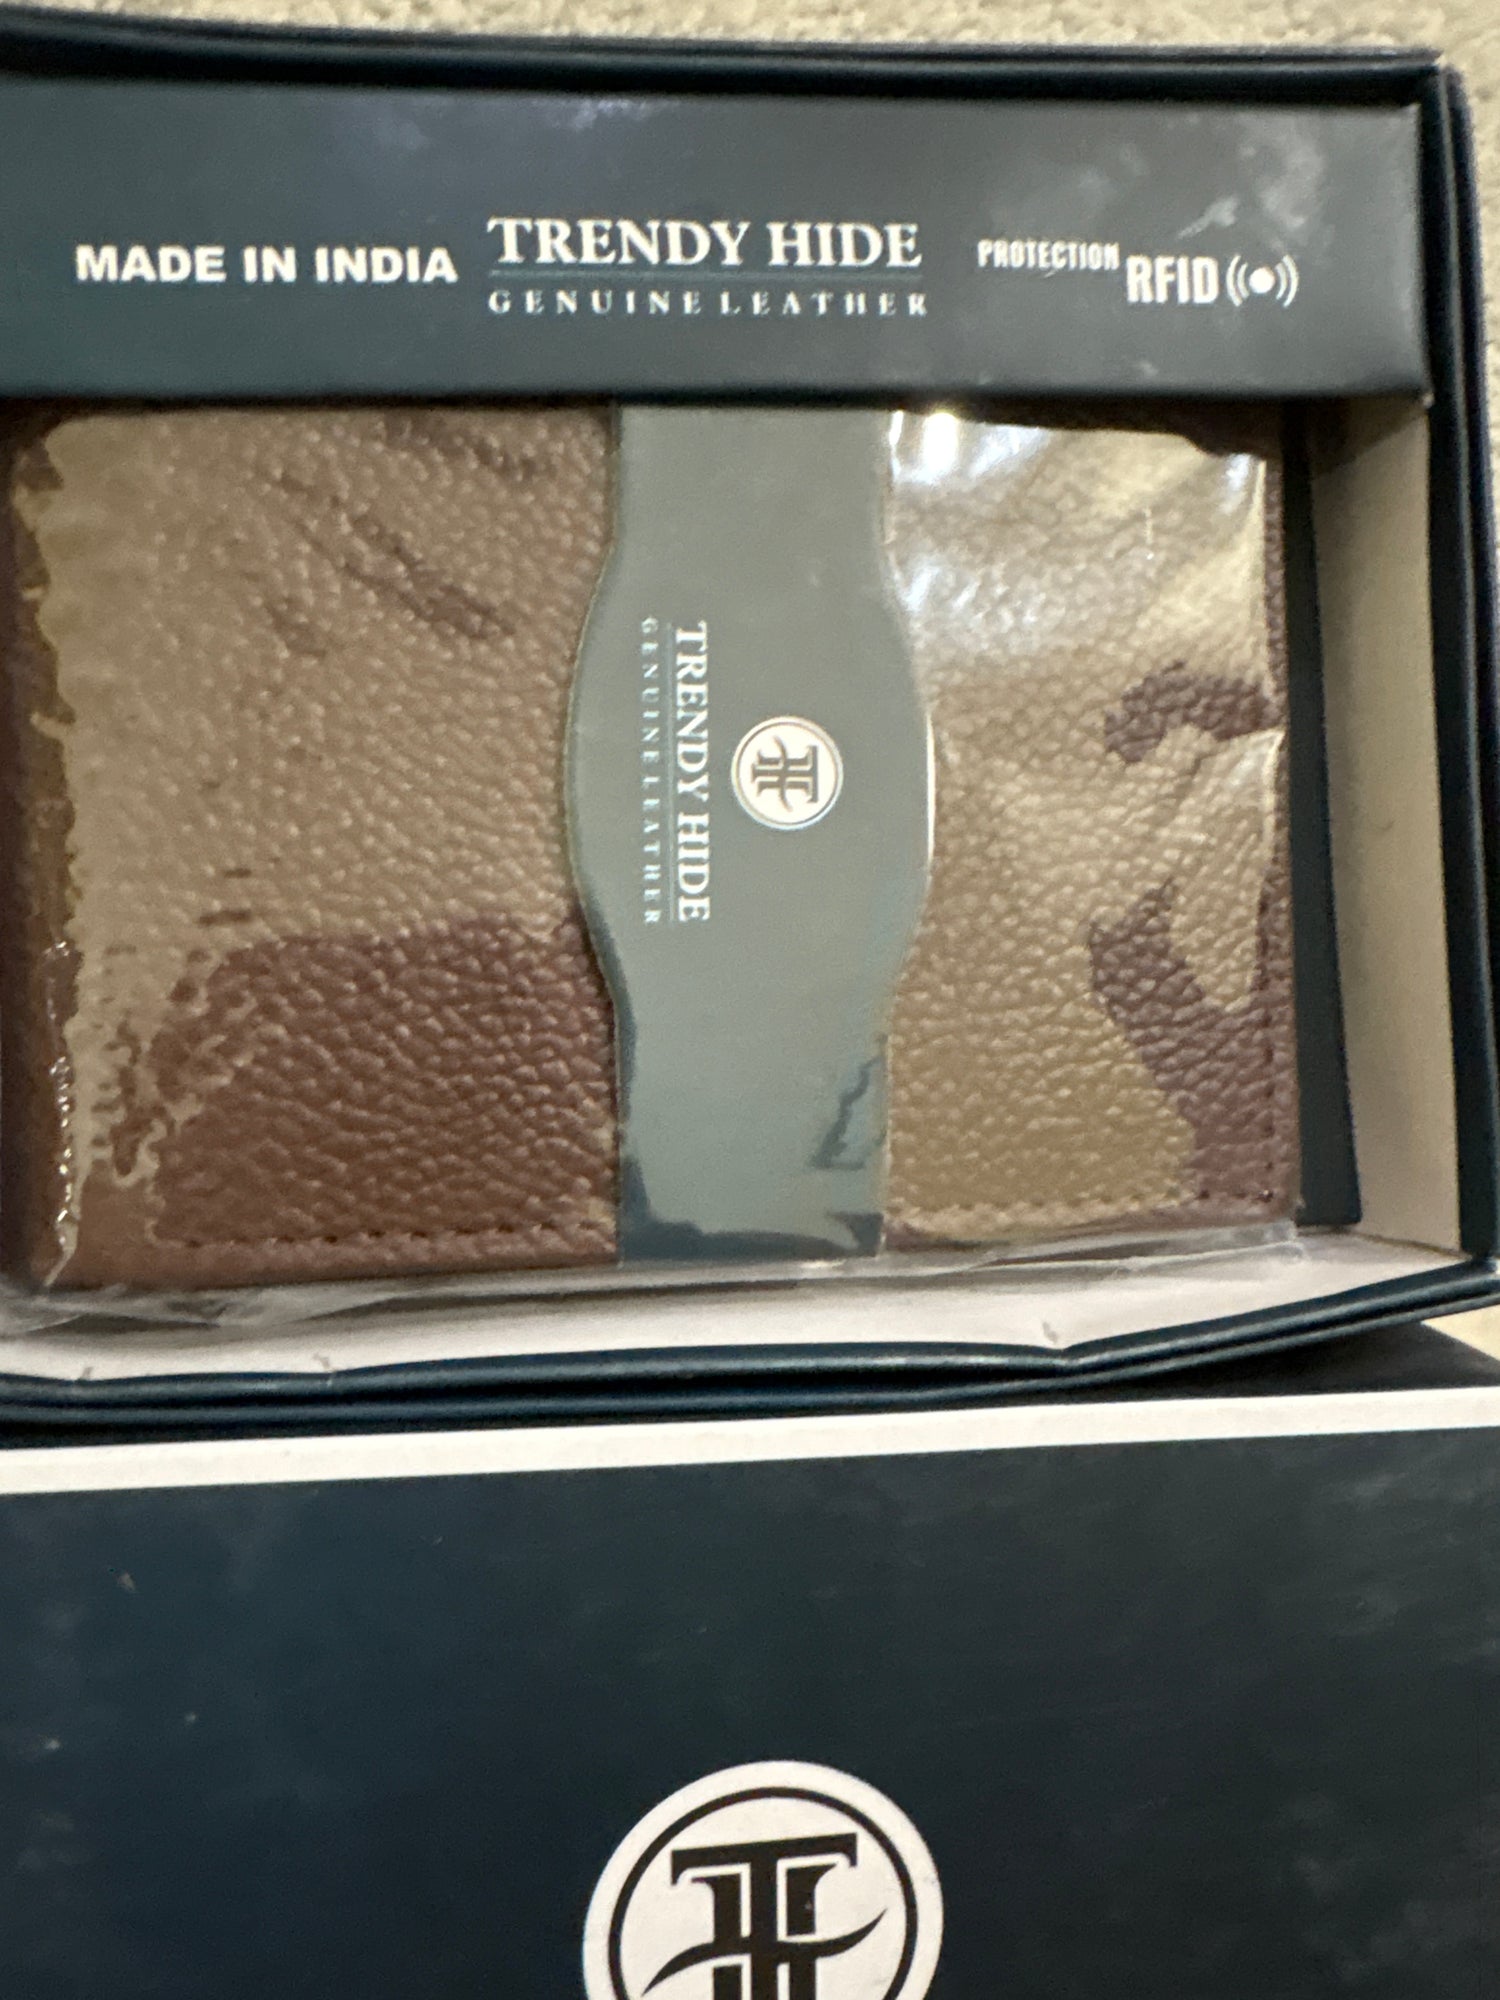 MADE IN INDIA
TRENDY HIDE
GENUINE LEATHER
PROTECTION
RFID
TRENDY HIDE
GENUINE LEATHER